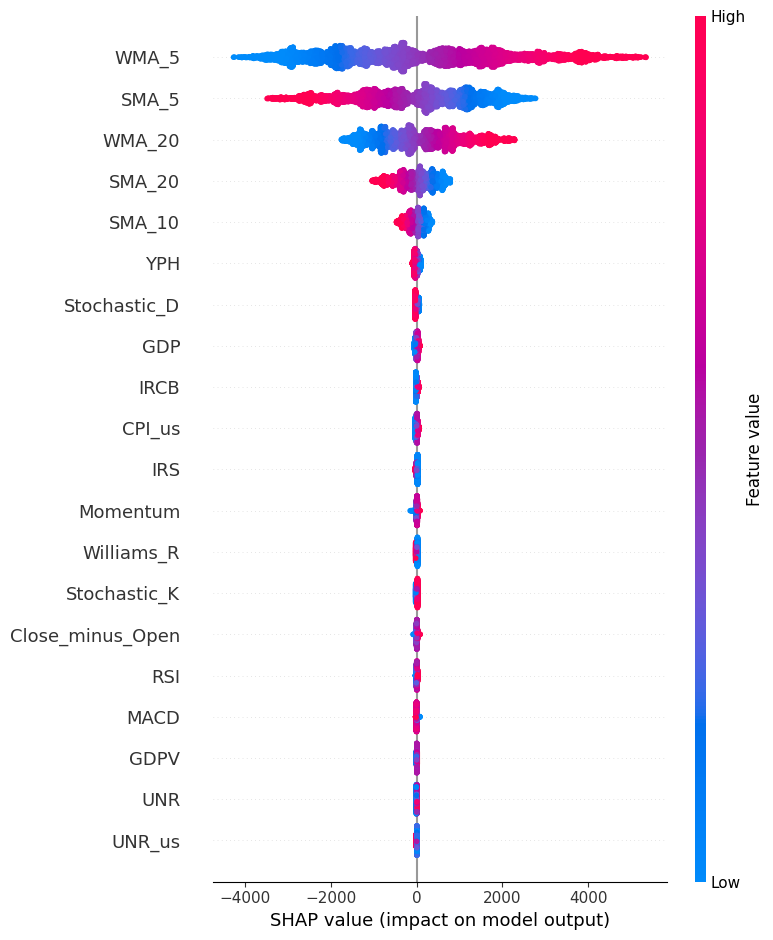 High
WMA_5
SMA_5
WMA_20
SMA_20
SMA_10
YPH
Stochastic_D
GDP
IRCB
CPI_us
IRS
Momentum
Williams_R
Stochastic_K
Close_minus_Open
RSI
MACD
GDPV
UNR
UNR_us
Feature value
Low
−4000 −2000 0 2000 4000
SHAP value (impact on model output)